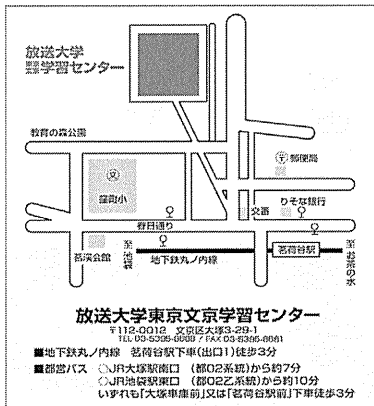 放送大学
東京文京
学習センター
教育の森公園
文
窪町小
〒郵便局
交番
りそな銀行
春日通り
茗渓会館
至池袋
地下鉄丸ノ内線
茗荷谷駅
至お茶の水
放送大学東京文京学習センター
〒112-0012 文京区大塚3-29-1
■地下鉄丸ノ内線 茗荷谷駅下車(出口1)徒歩3分
■都営バス ○JR大塚駅南口 (都02系統)から約7分
○JR池袋駅東口 (都02乙系統)から約10分
いずれも「大塚車庫前」又は「茗荷谷駅前」下車徒歩3分